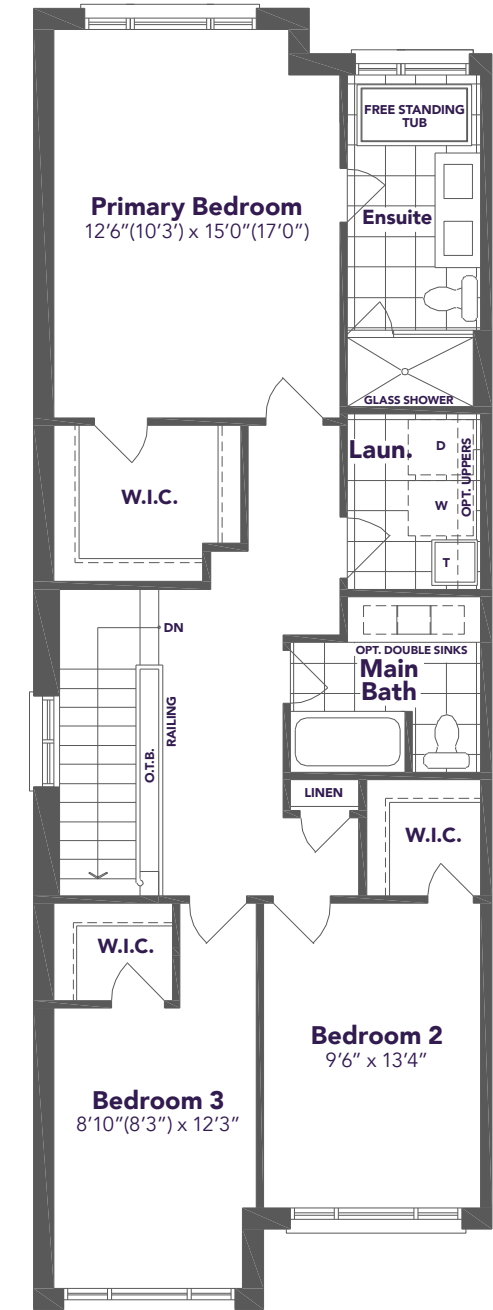 FREE STANDING
TUB
Primary Bedroom
12’6”(10’3’) x 15’0”(17’0”)
Ensuite
GLASS SHOWER
Laun.
D
W
T
OPT. UPPERS
W.I.C.
DN
RAILING
O.T.B.
OPT. DOUBLE SINKS
Main
Bath
LINEN
W.I.C.
W.I.C.
Bedroom 2
9’6” x 13’4”
Bedroom 3
8’10”(8’3”) x 12’3”